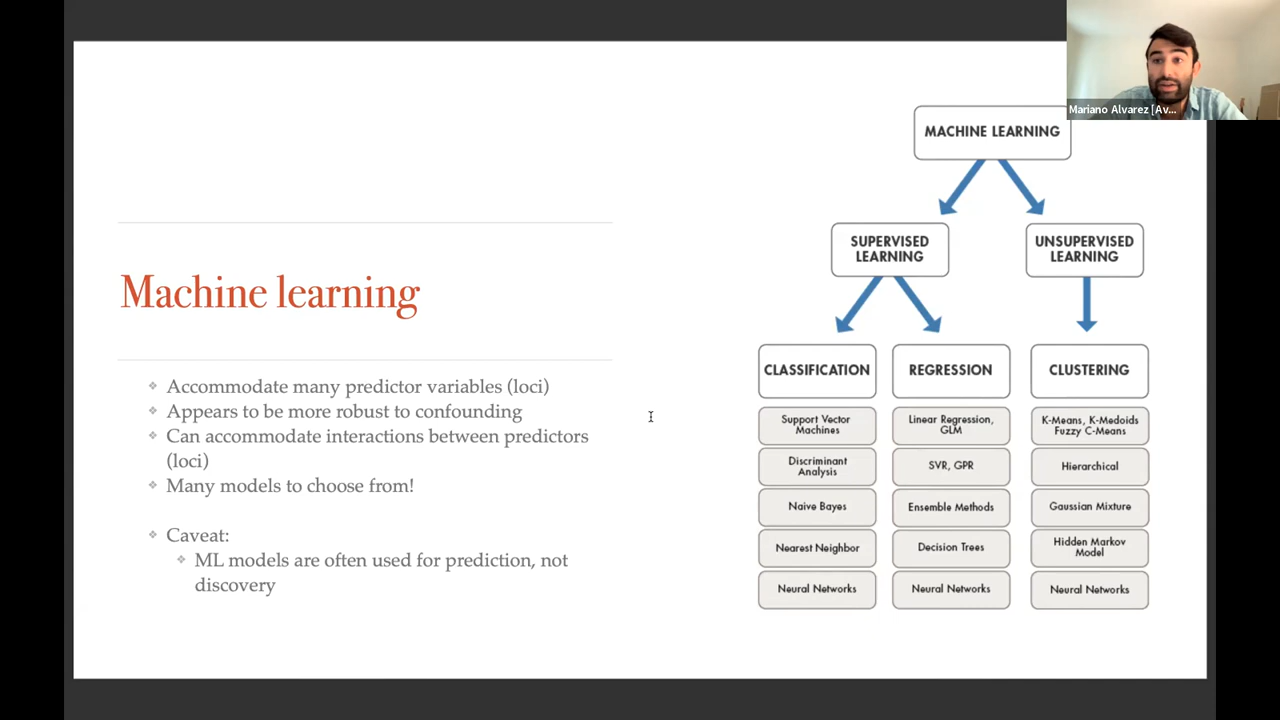 Mariano Alvarez [Av...
Machine learning
❖ Accommodate many predictor variables (loci)
❖ Appears to be more robust to confounding
❖ Can accommodate interactions between predictors
(loci)
❖ Many models to choose from!
❖ Caveat:
❖ ML models are often used for prediction, not
discovery
MACHINE LEARNING
SUPERVISED
LEARNING
UNSUPERVISED
LEARNING
CLASSIFICATION
Support Vector
Machines
Discriminant
Analysis
Naive Bayes
Nearest Neighbor
Neural Networks
REGRESSION
Linear Regression,
GLM
SVR, GPR
Ensemble Methods
Decision Trees
Neural Networks
CLUSTERING
K-Means, K-Medoids
Fuzzy C-Means
Hierarchical
Gaussian Mixture
Hidden Markov
Model
Neural Networks